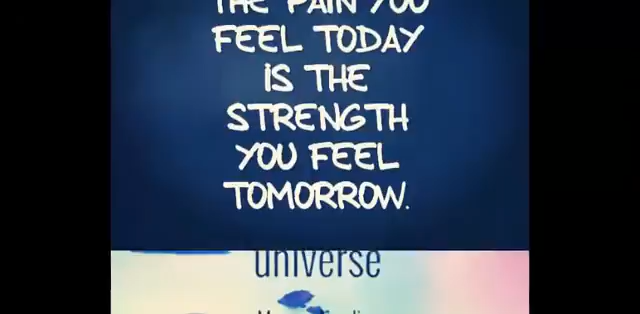 THE PAIN YOU
FEEL TODAY
IS THE
STRENGTH
YOU FEEL
TOMORROW.
universe